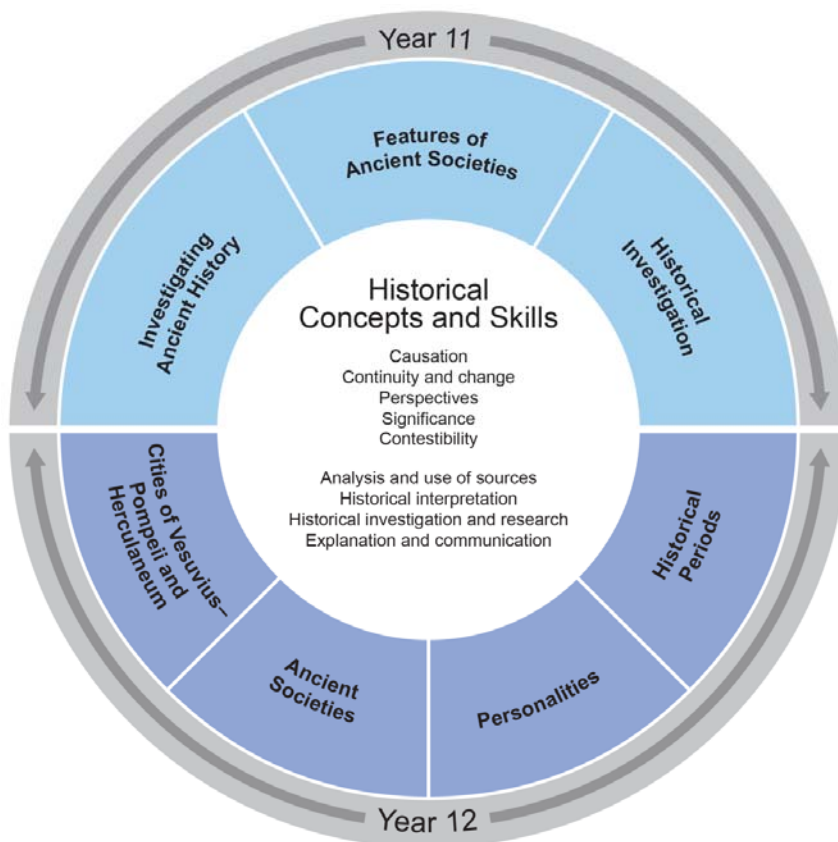 Year 11
Features of
Ancient Societies
Investigating
Ancient History
Historical
Investigation
Historical
Concepts and Skills
Causation
Continuity and change
Perspectives
Significance
Contestibility
Analysis and use of sources
Historical interpretation
Historical investigation and research
Explanation and communication
Cities of Vesuvius–
Pompeii and
Herculaneum
Ancient
Societies
Personalities
Historical
Periods
Year 12